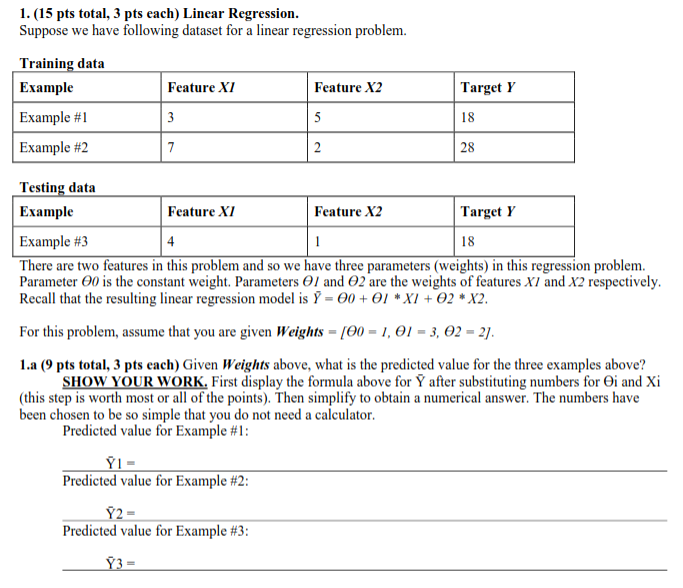 1. (15 pts total, 3 pts each) Linear Regression.
Suppose we have following dataset for a linear regression problem.
Training data
Example Feature X1 Feature X2 Target Y
Example #1 3 5 18
Example #2 7 2 28
Testing data
Example Feature X1 Feature X2 Target Y
Example #3 4 1 18
There are two features in this problem and so we have three parameters (weights) in this regression problem.
Parameter Θ0 is the constant weight. Parameters Θ1 and Θ2 are the weights of features X1 and X2 respectively.
Recall that the resulting linear regression model is Ỹ = Θ0 + Θ1 * X1 + Θ2 * X2.
For this problem, assume that you are given Weights = [Θ0 = 1, Θ1 = 3, Θ2 = 2].
1.a (9 pts total, 3 pts each) Given Weights above, what is the predicted value for the three examples above?
SHOW YOUR WORK. First display the formula above for Ỹ after substituting numbers for Θi and Xi
(this step is worth most or all of the points). Then simplify to obtain a numerical answer. The numbers have
been chosen to be so simple that you do not need a calculator.
Predicted value for Example #1:
Ỹ1 =
Predicted value for Example #2:
Ỹ2 =
Predicted value for Example #3:
Ỹ3 =